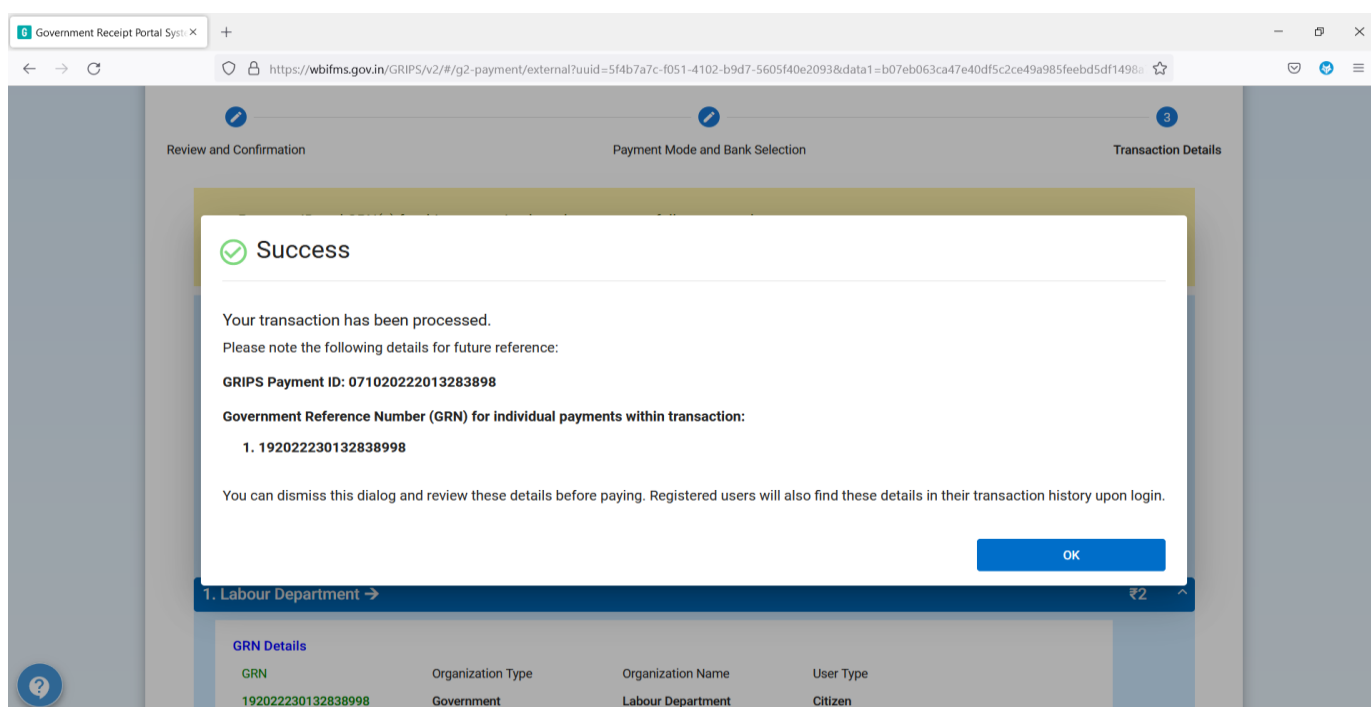 Government Receipt Portal Syst
https://wbifms.gov.in/GRIPS/v2/#/g2-payment/external?uuid=5f4b7a7c-f051-4102-b9d7-5605f40e2093&data1=b07eb063ca47e40df5c2ce49a985feebd5df1498a
3
Review and Confirmation Payment Mode and Bank Selection Transaction Details
Success
Your transaction has been processed.
Please note the following details for future reference:
GRIPS Payment ID: 071020222013283898
Government Reference Number (GRN) for individual payments within transaction:
1. 192022230132838998
You can dismiss this dialog and review these details before paying. Registered users will also find these details in their transaction history upon login.
OK
1. Labour Department → ₹2
GRN Details
GRN Organization Type Organization Name User Type
192022230132838998 Government Labour Department Citizen